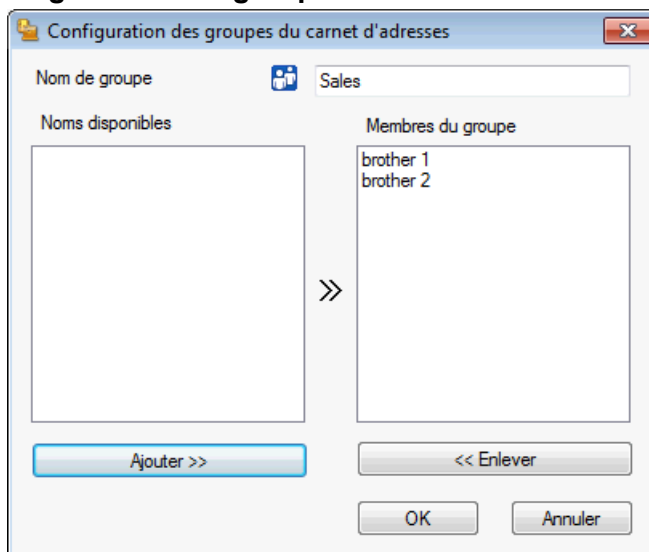 Configuration des groupes du carnet d'adresses
Nom de groupe
Sales
Noms disponibles
Membres du groupe
brother 1
brother 2
Ajouter >>
<< Enlever
OK
Annuler